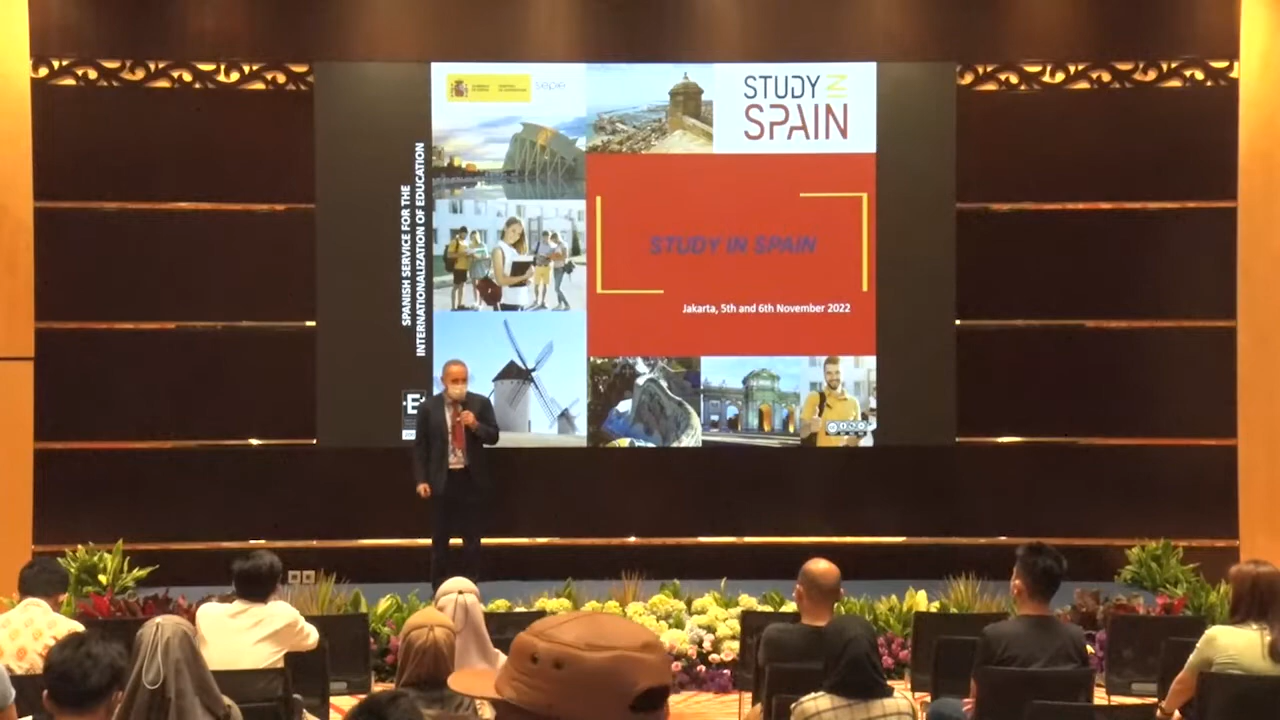 SPANISH SERVICE FOR THE
INTERNATIONALIZATION OF EDUCATION
sepie
STUDY IN
SPAIN
STUDY IN SPAIN
Jakarta, 5th and 6th November 2022